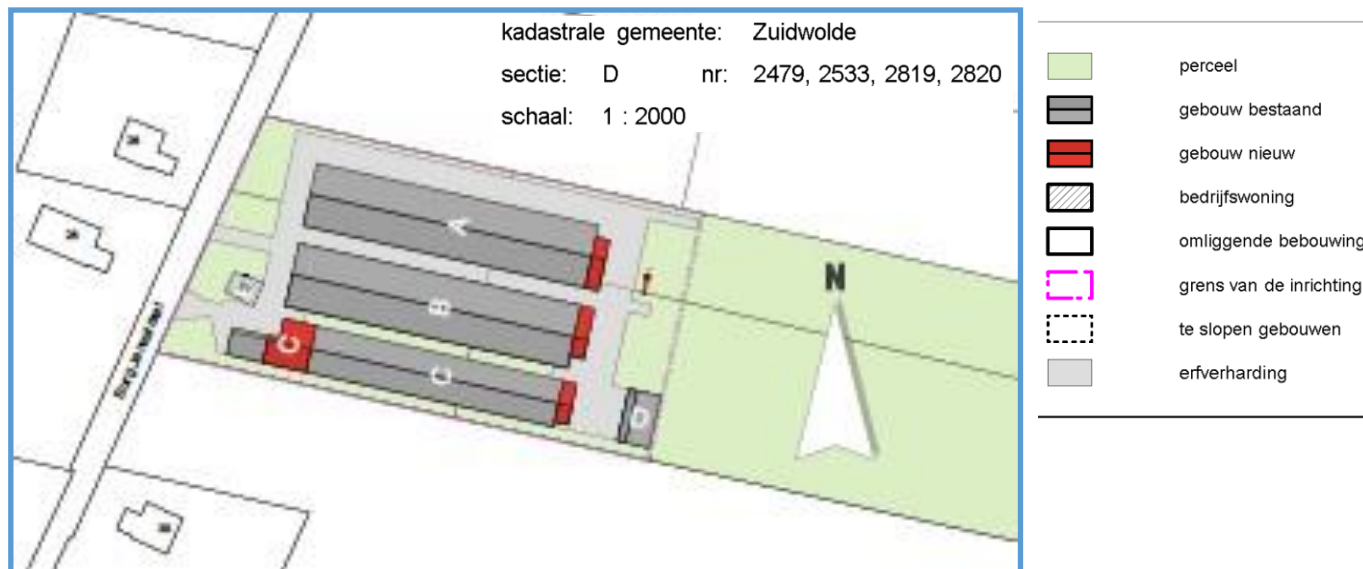 kadastrale gemeente: Zuidwolde
sectie: D nr: 2479, 2533, 2819, 2820
schaal: 1 : 2000
A
B
C
C
D
N
perceel
gebouw bestaand
gebouw nieuw
bedrijfswoning
omliggende bebouwing
grens van de inrichting
te slopen gebouwen
erfverharding